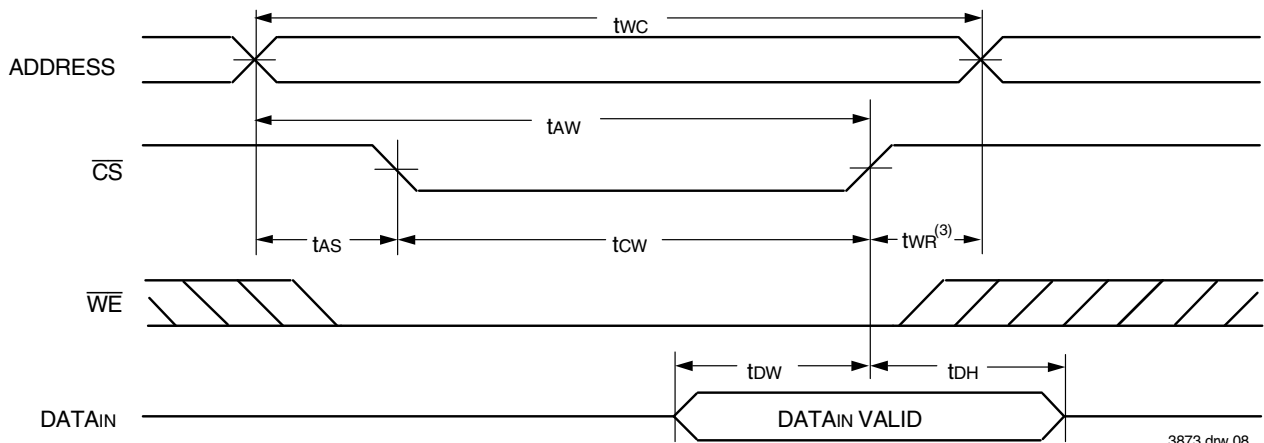 tWC
ADDRESS
tAW
CS
tAS
tCW
tWR(3)
WE
tDW
tDH
DATAIN
DATAIN VALID
3873 drw 08